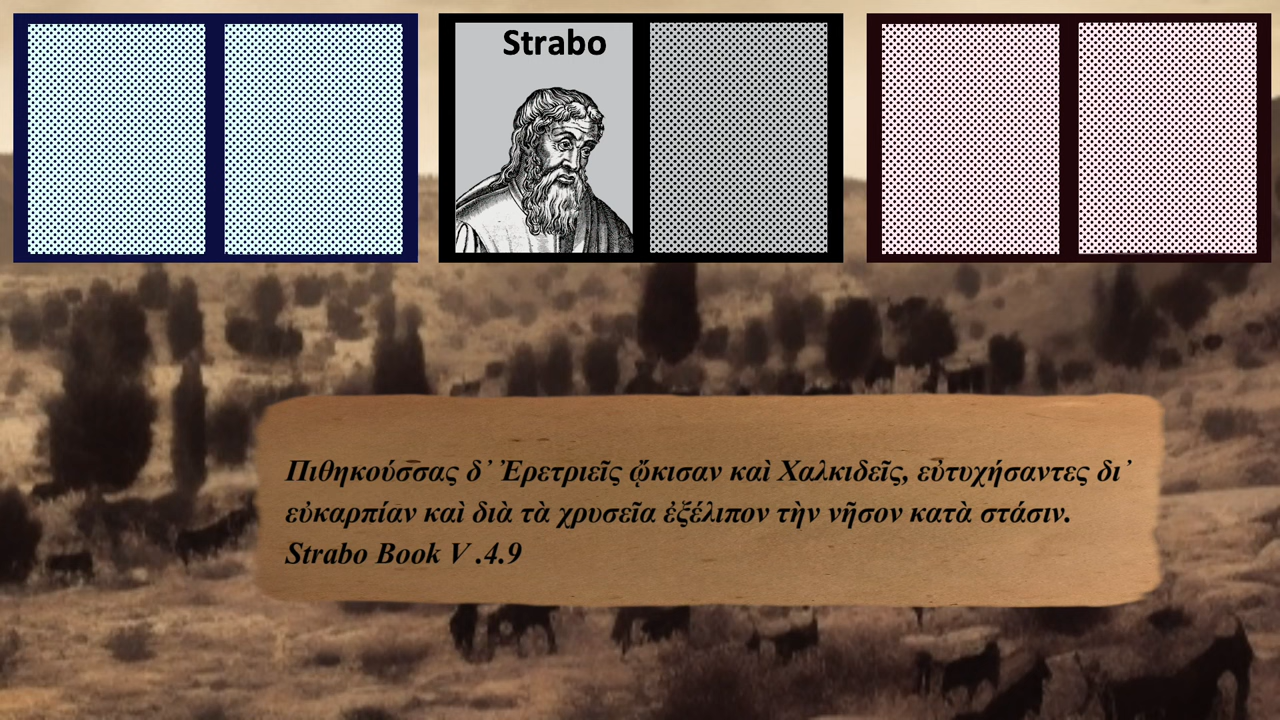 Strabo
Πιθηκούσσας δ᾽ Ἐρετριεῖς ᾤκισαν καὶ Χαλκιδεῖς, εὐτυχήσαντες δι᾽
εὐκαρπίαν καὶ διὰ τὰ χρυσεῖα ἐξέλιπον τὴν νῆσον κατὰ στάσιν.
Strabo Book V .4.9